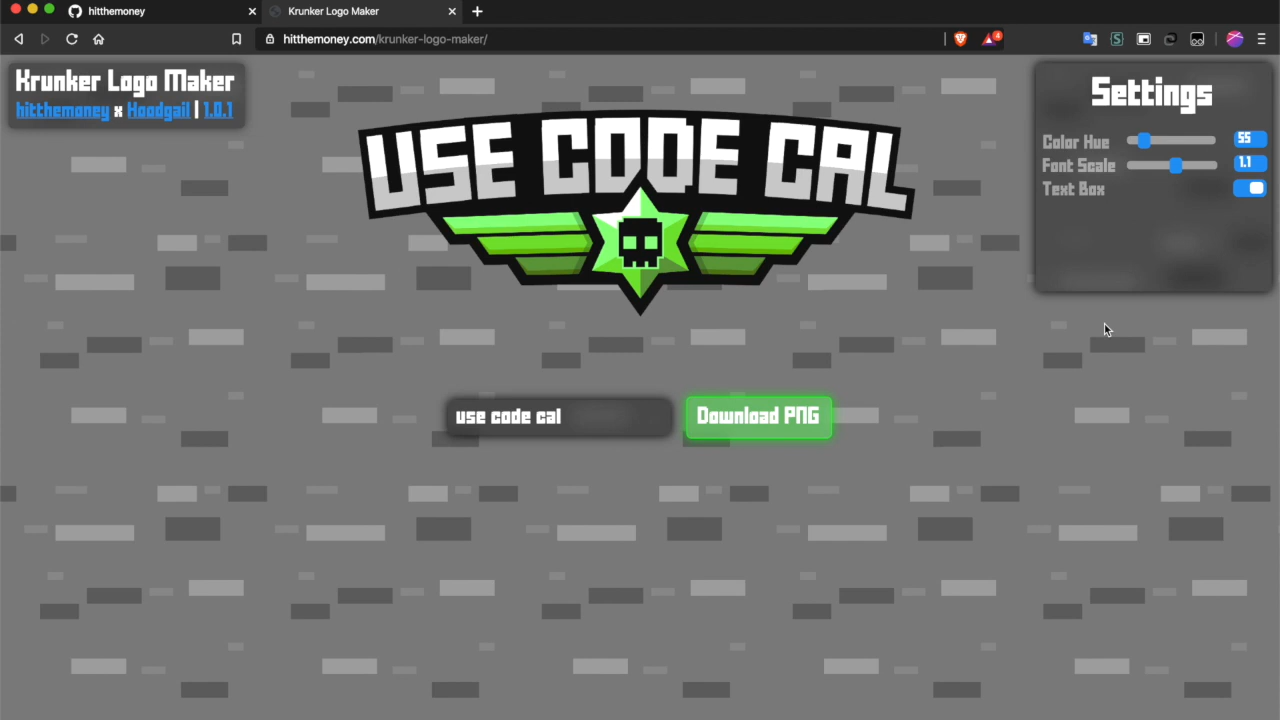 hitthemoney
Krunker Logo Maker
hitthemoney.com/krunker-logo-maker/
4
Krunker Logo Maker
hitthemoney x Hoodgail | 1.0.1
USE CODE CAL
Settings
Color Hue 55
Font Scale 1.1
Text Box
use code cal
Download PNG